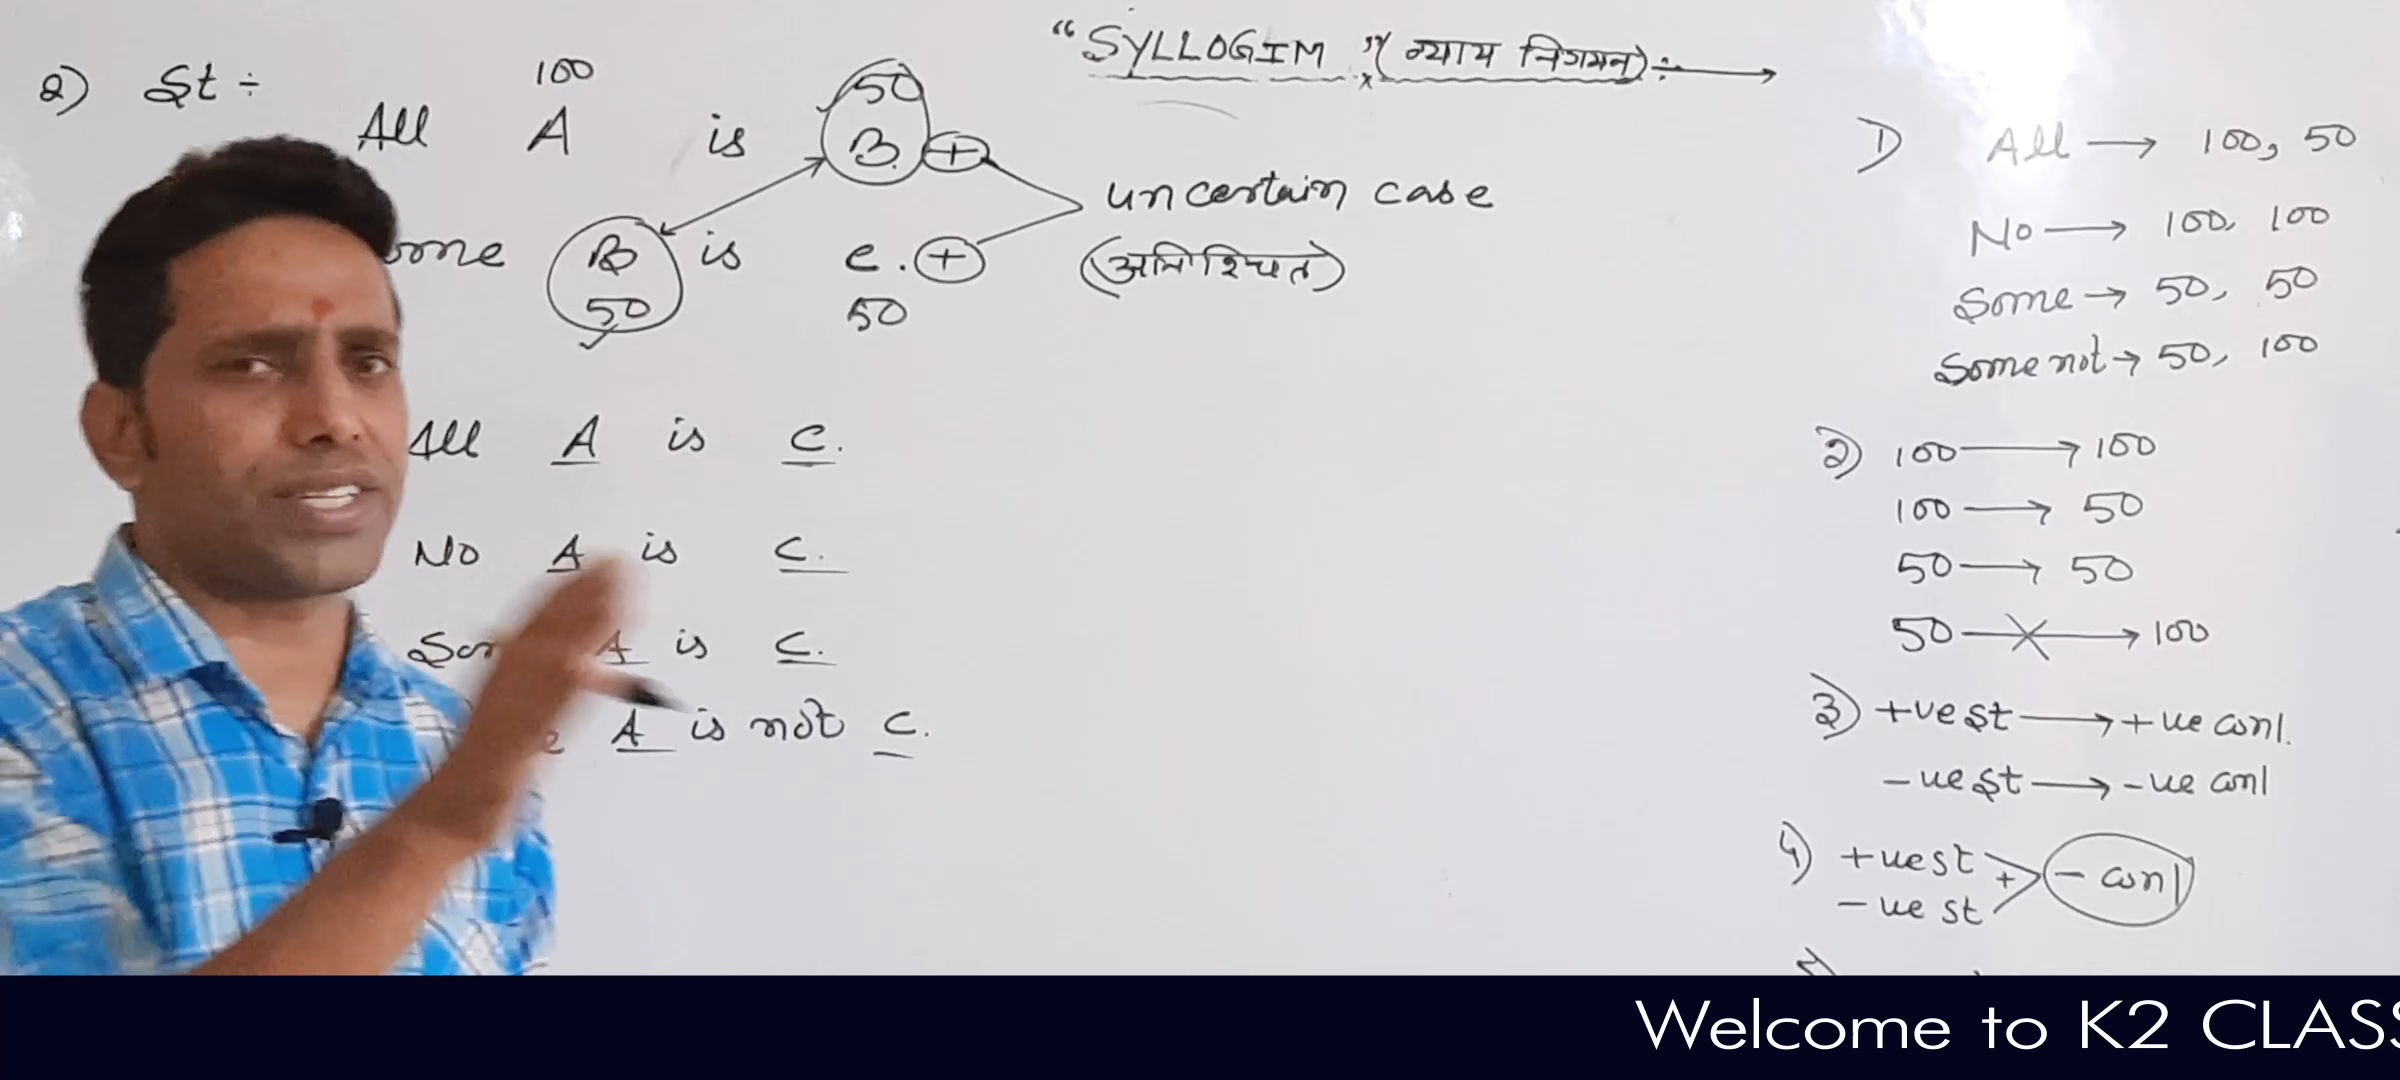 “SYLLOGIM” (न्याय निगमन) ÷ →
2) St ÷
100
50
All A is B. +
ome B is c. +
50
50
uncertain case
(अनिश्चित)
All A is C.
No A is C.
Som A is C.
e A is not C.
1) All → 100, 50
No → 100, 100
Some → 50, 50
Some not → 50, 100
2) 100 → 100
100 → 50
50 → 50
50 → 100
3) +ve st → +ve conl.
-ve st → -ve conl
4) +ve st
+
-ve st
- conl
Welcome to K2 CLASS